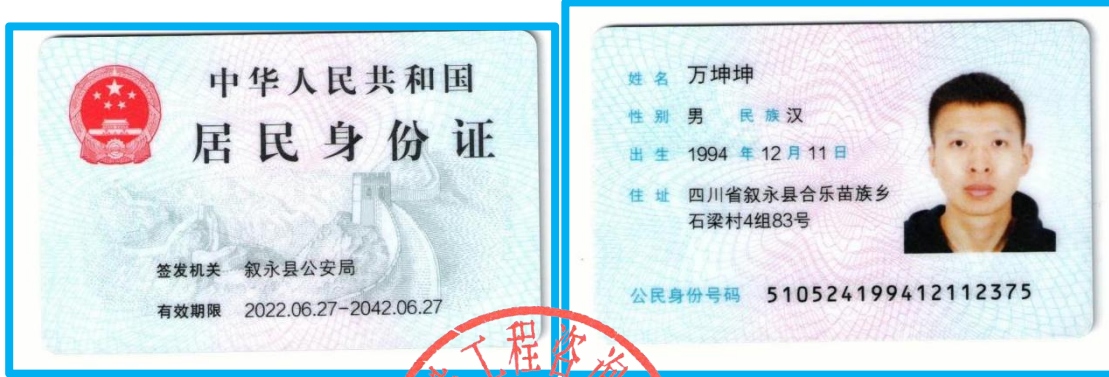 中华人民共和国
居民身份证
签发机关 叙永县公安局
有效期限 2022.06.27-2042.06.27
姓名 万坤坤
性别 男 民族 汉
出生 1994 年 12 月 11 日
住址 四川省叙永县合乐苗族乡
石梁村4组83号
公民身份号码 510524199412112375
工程咨询